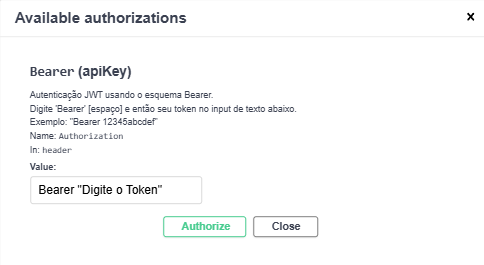 Available authorizations
×
Bearer (apiKey)
Autenticação JWT usando o esquema Bearer.
Digite 'Bearer' [espaço] e então seu token no input de texto abaixo.
Exemplo: "Bearer 12345abcdef"
Name: Authorization
In: header
Value:
Bearer "Digite o Token"
Authorize Close